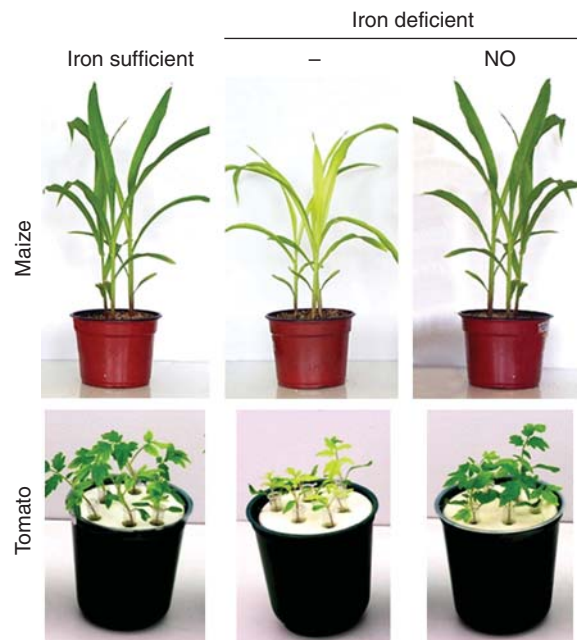 Iron deficient
Iron sufficient – NO
Maize
Tomato